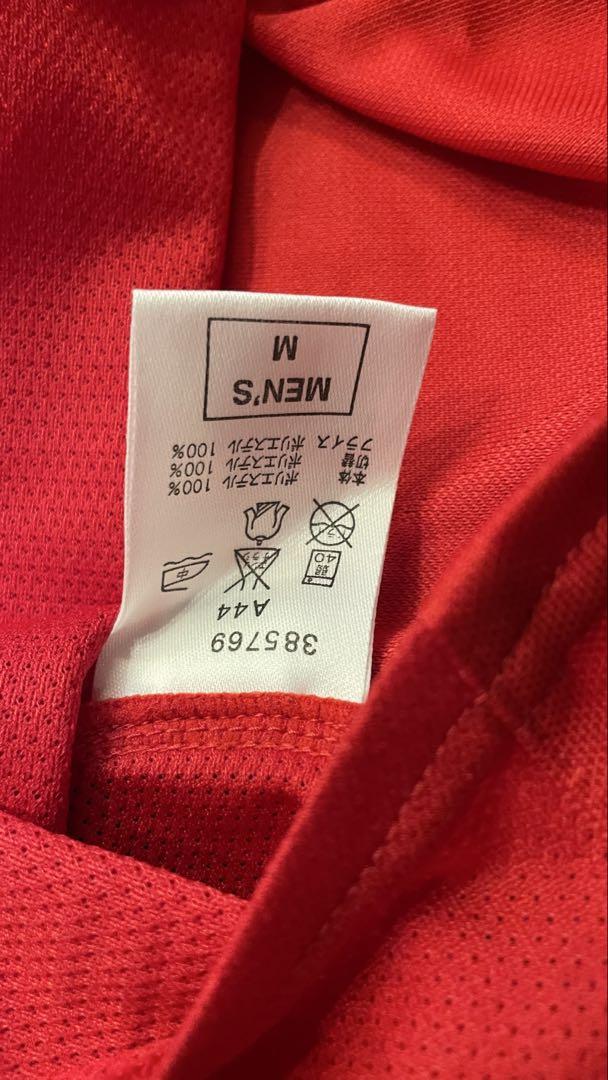 MEN'S
M
本体 ポリエステル 100%
切替 ポリエステル 100%
フライス ポリエステル 100%
弱
40
中
A44
385769